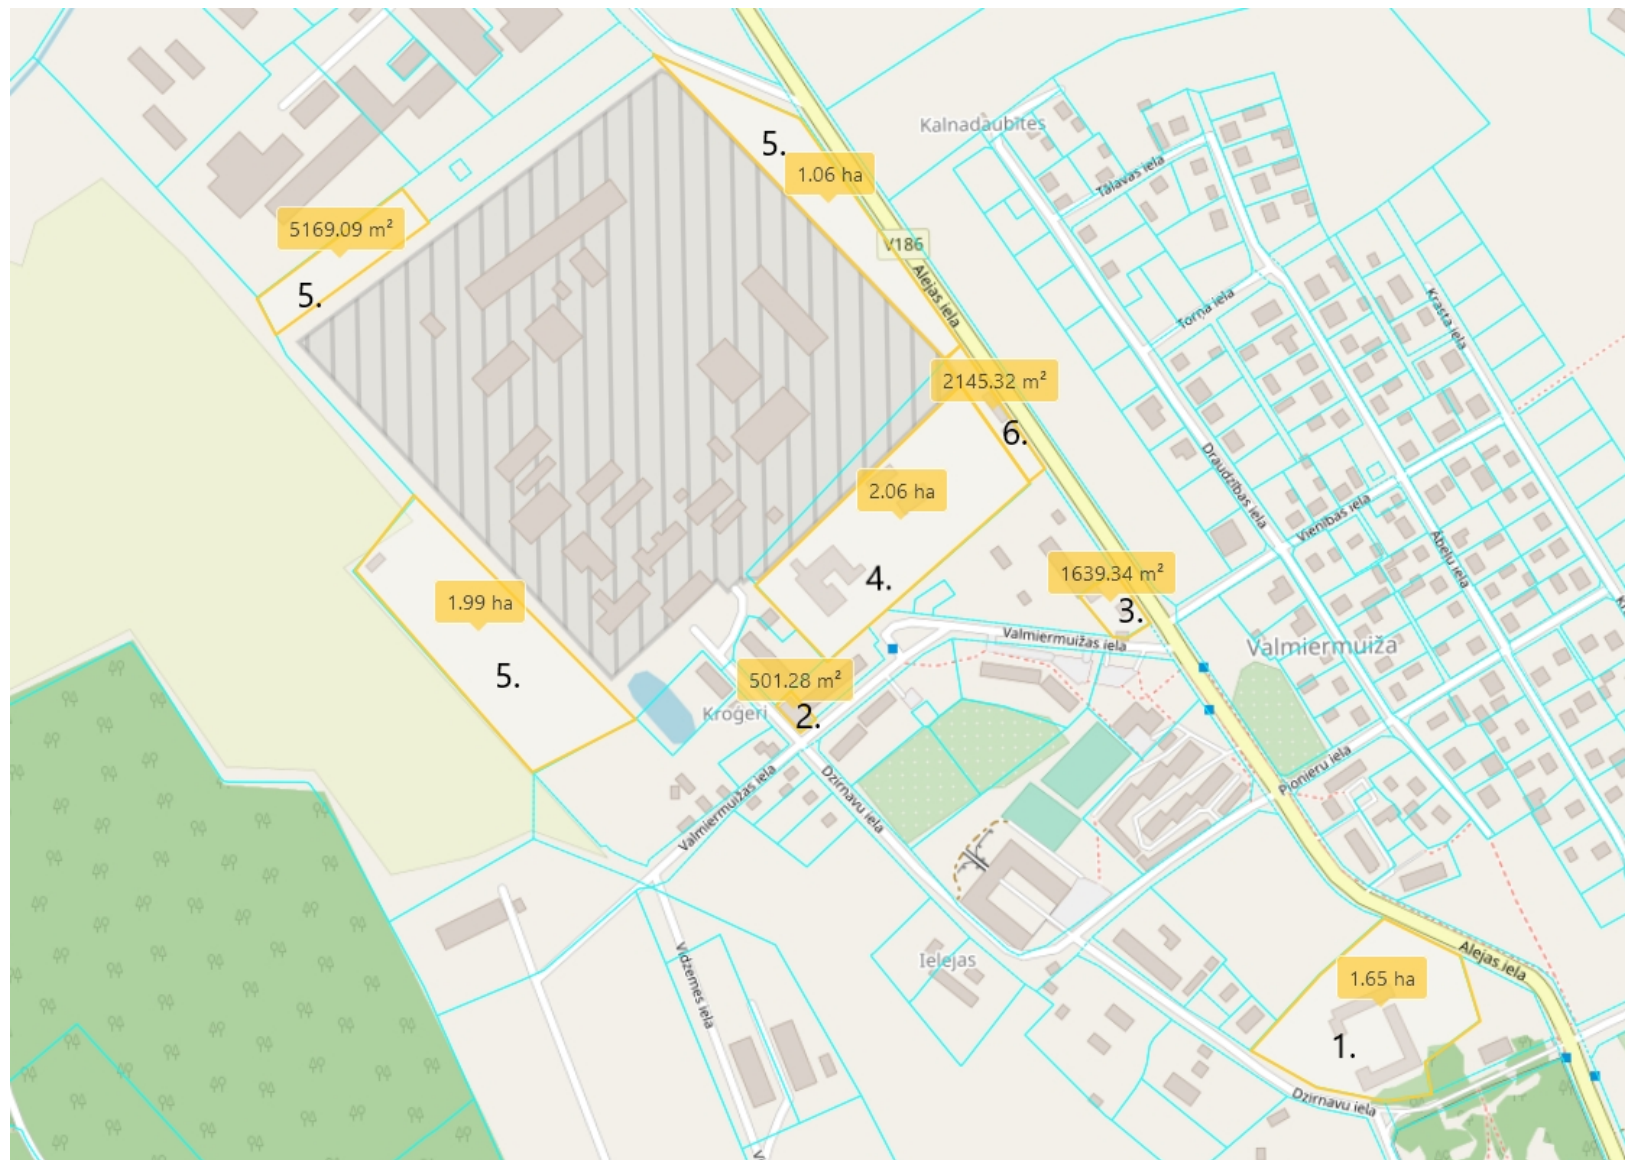 Kalnadaubītes
5.
1.06 ha
Tālavas iela
5169.09 m²
V186
5.
Alejas iela
Torņa iela
Krasta iela
2145.32 m²
6.
2.06 ha
Draudzības iela
Vienības iela
Ābeļu iela
1.99 ha
4.
1639.34 m²
3.
Valmiermuižas iela
Valmiermuiža
5.
501.28 m²
Kroģeri
2.
Dzirnavu iela
Valmiermuižas iela
Pionieru iela
Alejas iela
Ielejas
Vidzemes iela
1.65 ha
1.
Dzirnavu iela